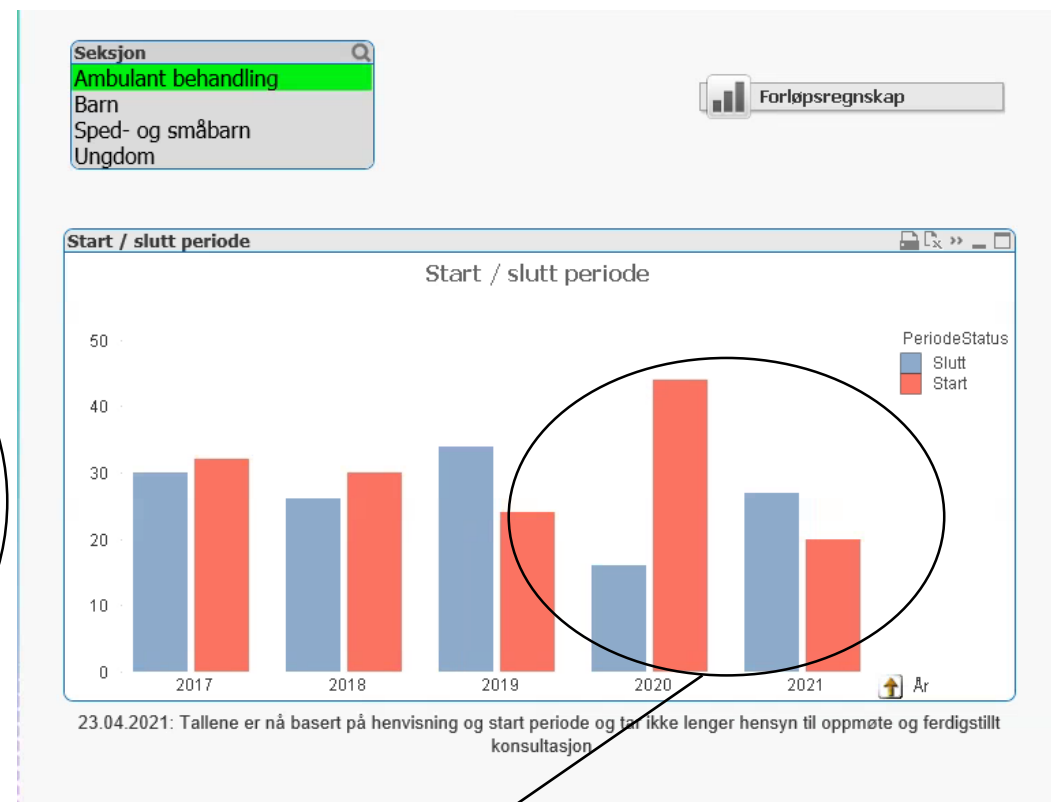 Seksjon
Ambulant behandling
Barn
Sped- og småbarn
Ungdom
Forløpsregnskap
Start / slutt periode
Start / slutt periode
50
40
30
20
10
0
PeriodeStatus
Slutt
Start
2017 2018 2019 2020 2021 År
23.04.2021: Tallene er nå basert på henvisning og start periode og tar ikke lenger hensyn til oppmøte og ferdigstillt
konsultasjon